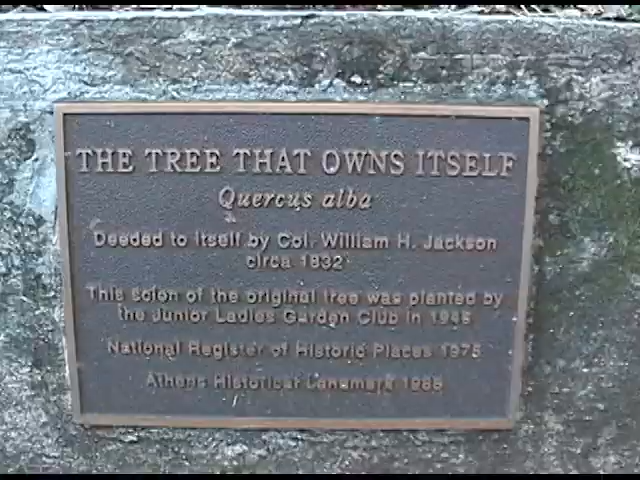 THE TREE THAT OWNS ITSELF
Quercus alba
Deeded to itself by Col. William H. Jackson
circa 1832
This scion of the original tree was planted by
the Junior Ladies Garden Club in 1946
National Register of Historic Places 1975
Athens Historical Landmark 1988